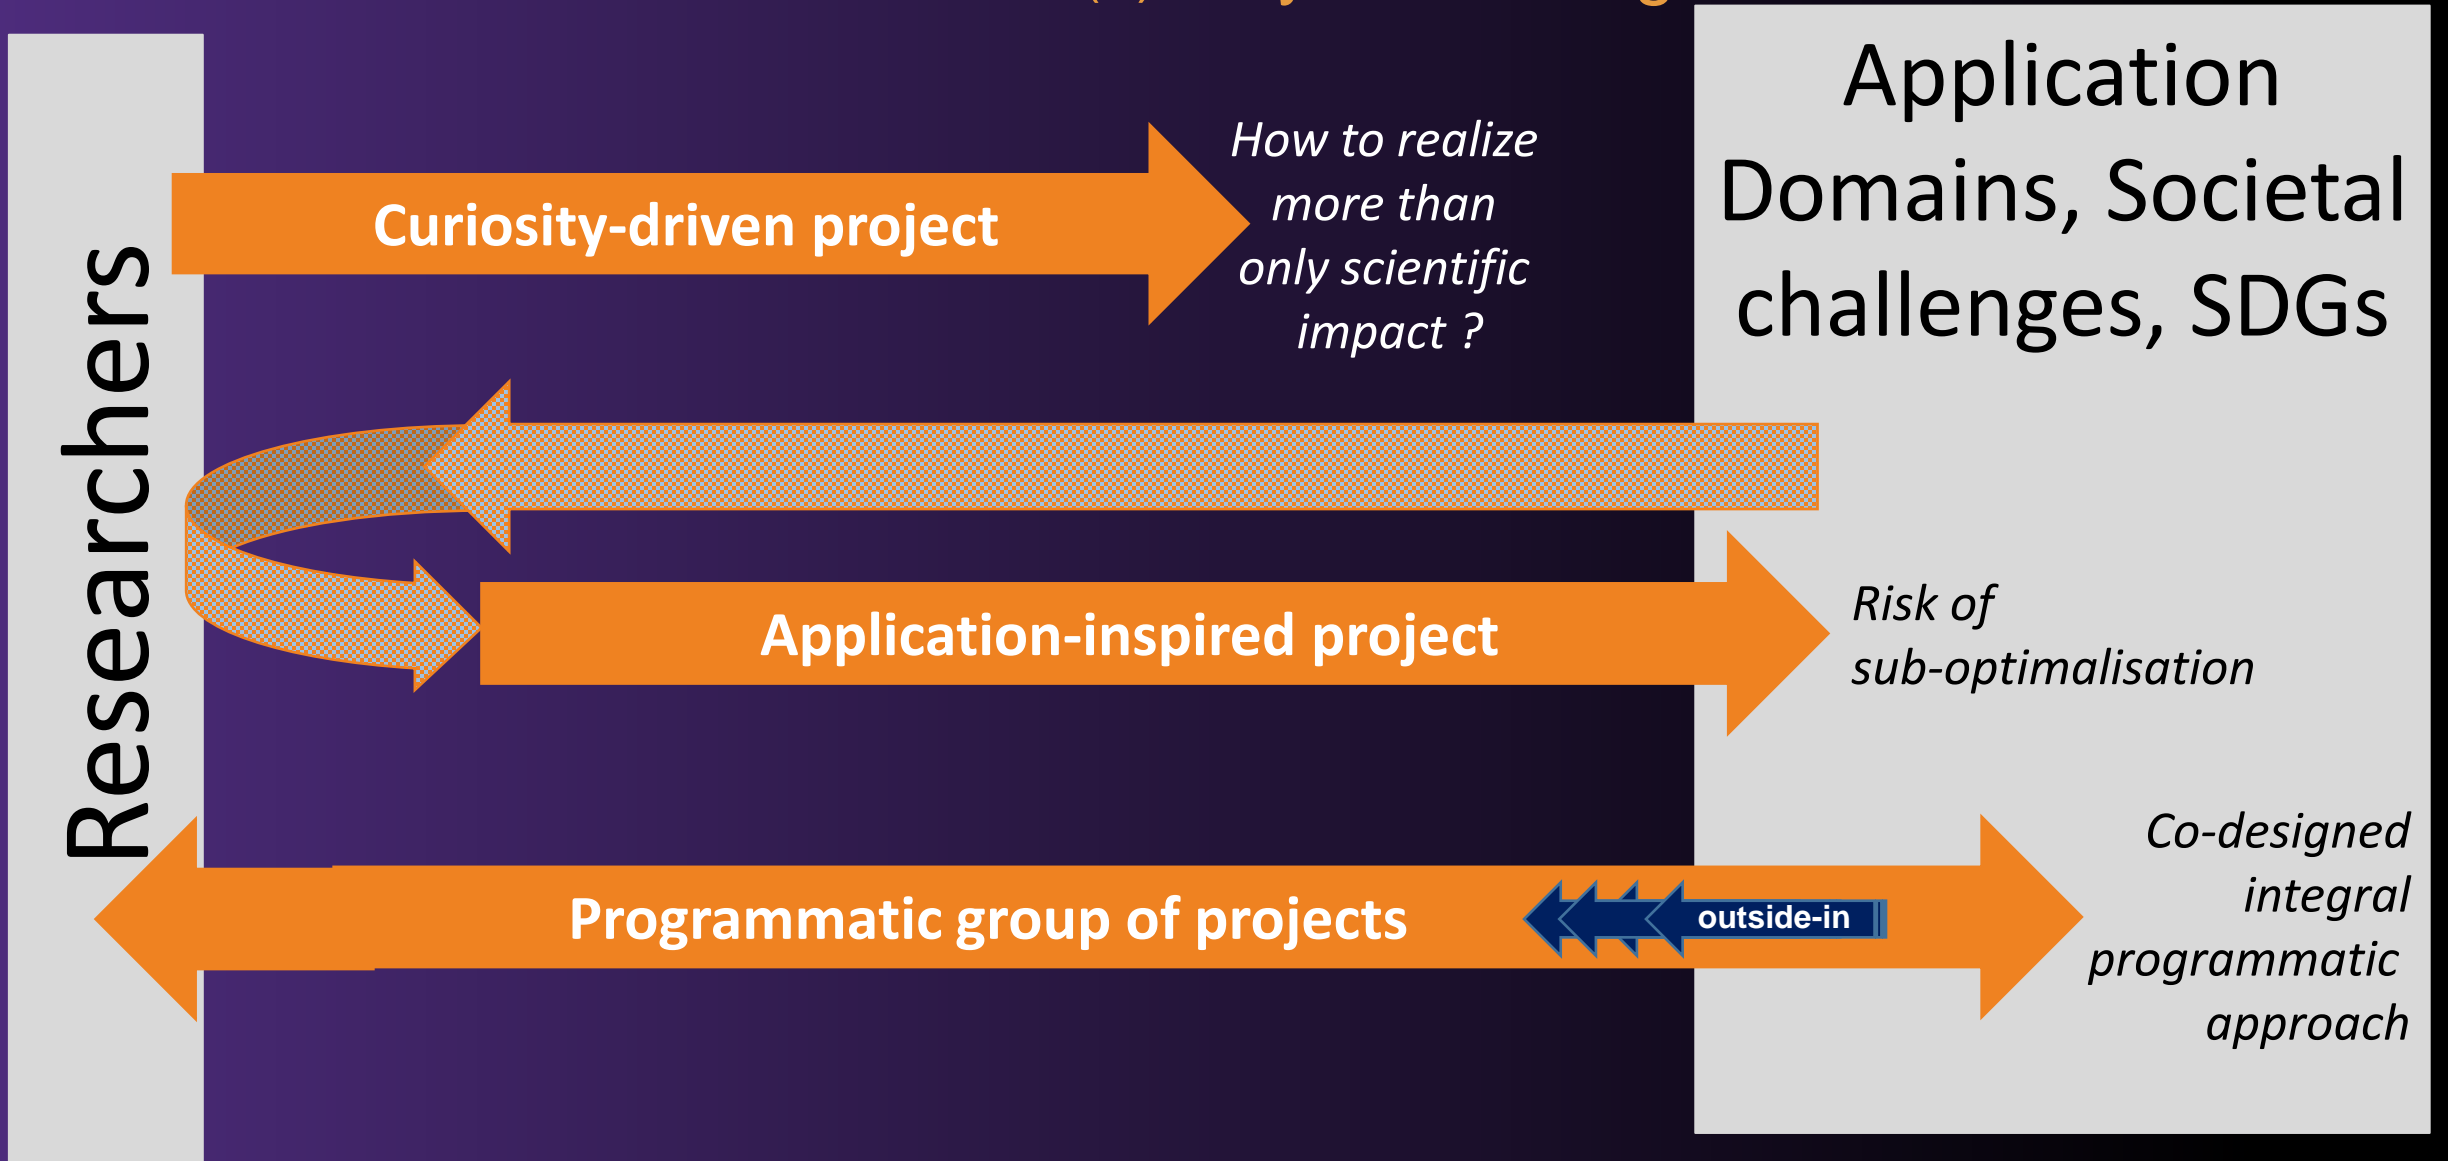 Researchers
Curiosity-driven project
How to realize
more than
only scientific
impact ?
Application
Domains, Societal
challenges, SDGs
Application-inspired project
Risk of
sub-optimalisation
Programmatic group of projects
outside-in
Co-designed
integral
programmatic
approach